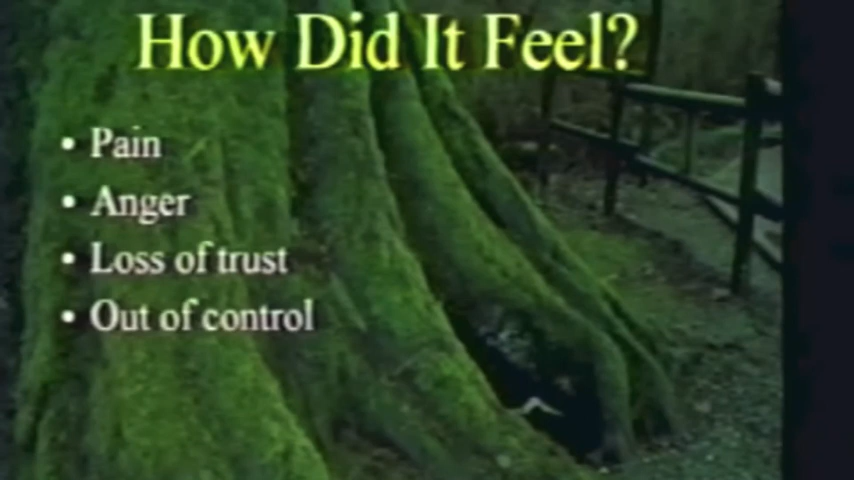 How Did It Feel?
• Pain
• Anger
• Loss of trust
• Out of control